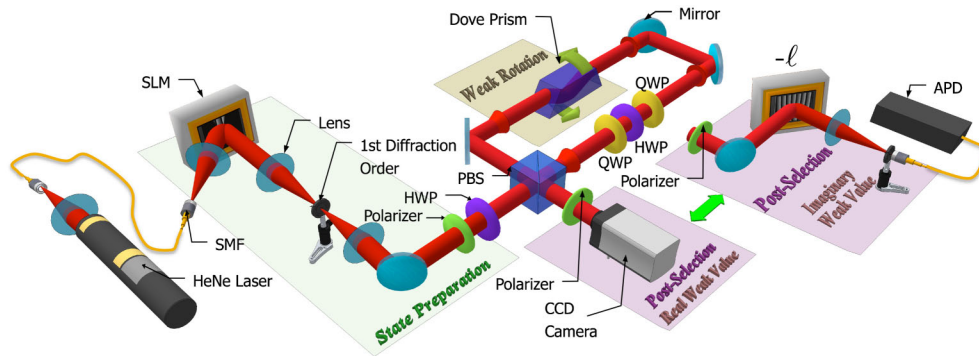 Dove Prism
Mirror
SLM
Weak Rotation
QWP
-ℓ
APD
Lens
1st Diffraction
Order
QWP
HWP
PBS
HWP
Polarizer
Polarizer
SMF
HeNe Laser
State Preparation
Polarizer
CCD
Camera
Post-Selection
Real Weak Value
Post-Selection
Imaginary
Weak Value